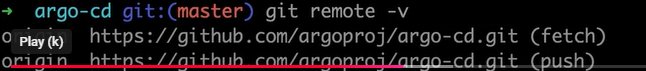 ➜ argo-cd git:(master) git remote -v
origin https://github.com/argoproj/argo-cd.git (fetch)
Play (k)
origin https://github.com/argoproj/argo-cd.git (push)